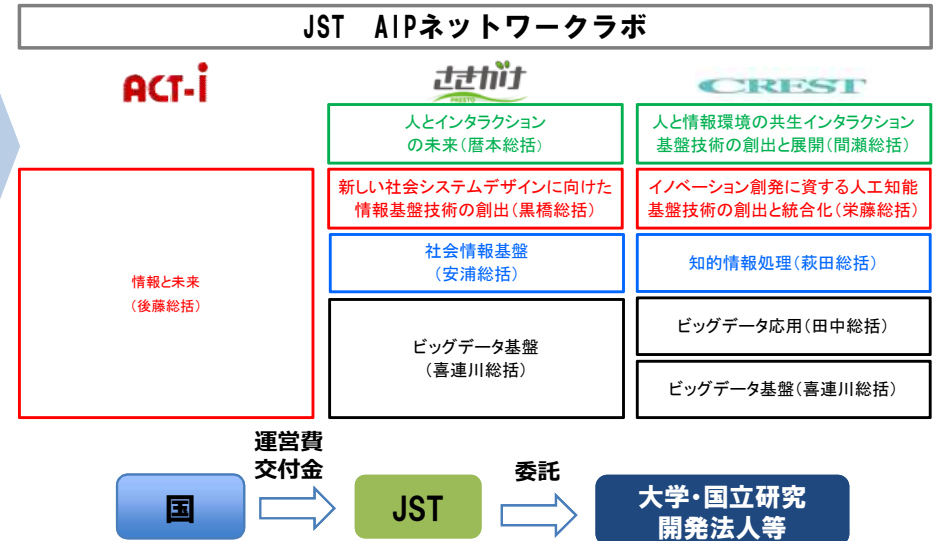 JST AIPネットワークラボ
ACT-i
さきがけ
PRESTO
CREST
情報と未来
（後藤総括）
人とインタラクション
の未来（暦本総括）
新しい社会システムデザインに向けた
情報基盤技術の創出（黒橋総括）
社会情報基盤
（安浦総括）
ビッグデータ基盤
（喜連川総括）
人と情報環境の共生インタラクション
基盤技術の創出と展開（間瀬総括）
イノベーション創発に資する人工知能
基盤技術の創出と統合化（栄藤総括）
知的情報処理（萩田総括）
ビッグデータ応用（田中総括）
ビッグデータ基盤（喜連川総括）
国
運営費
交付金
JST
委託
大学・国立研究
開発法人等